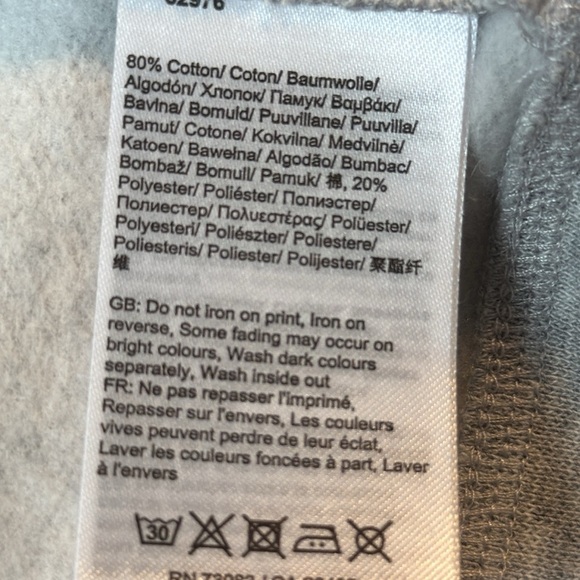 80% Cotton/ Coton/ Baumwolle/
Algodón/ Хлопок/ Памук/ Βαμβάκι/
Bavlna/ Bomuld/ Puuvillane/ Puuvilla/
Pamut/ Cotone/ Kokvilna/ Medvilnė/
Katoen/ Bawełna/ Algodão/ Bumbac/
Bombaž/ Bomull/ Pamuk/ 棉, 20%
Polyester/ Poliéster/ Полиэстер/
Полиестер/ Πολυεστέρας/ Polüester/
Polyesteri/ Poliészter/ Poliestere/
Poliesteris/ Poliester/ Polijester/ 聚酯纤
维
GB: Do not iron on print, Iron on
reverse, Some fading may occur on
bright colours, Wash dark colours
separately, Wash inside out
FR: Ne pas repasser l'imprimé,
Repasser sur l'envers, Les couleurs
vives peuvent perdre de leur éclat,
Laver les couleurs foncées à part, Laver
à l'envers
30